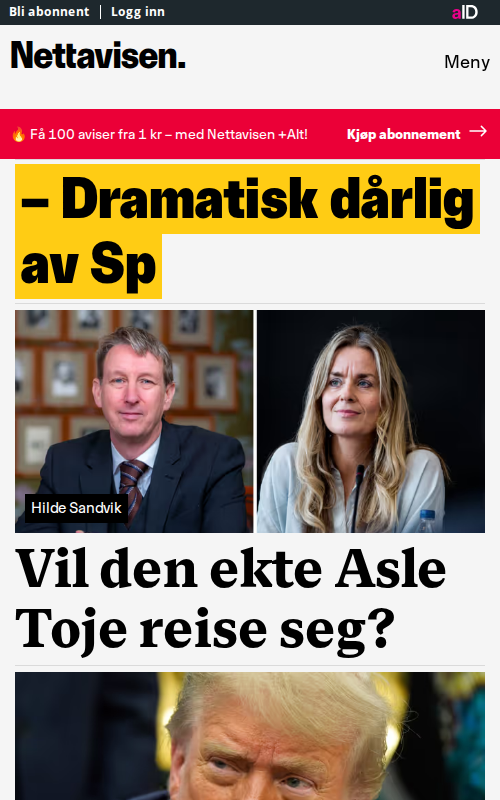 Bli abonnent | Logg inn
aID
Nettavisen.
Meny
🔥 Få 100 aviser fra 1 kr – med Nettavisen +Alt!
Kjøp abonnement →
– Dramatisk dårlig
av Sp
Hilde Sandvik
Vil den ekte Asle
Toje reise seg?